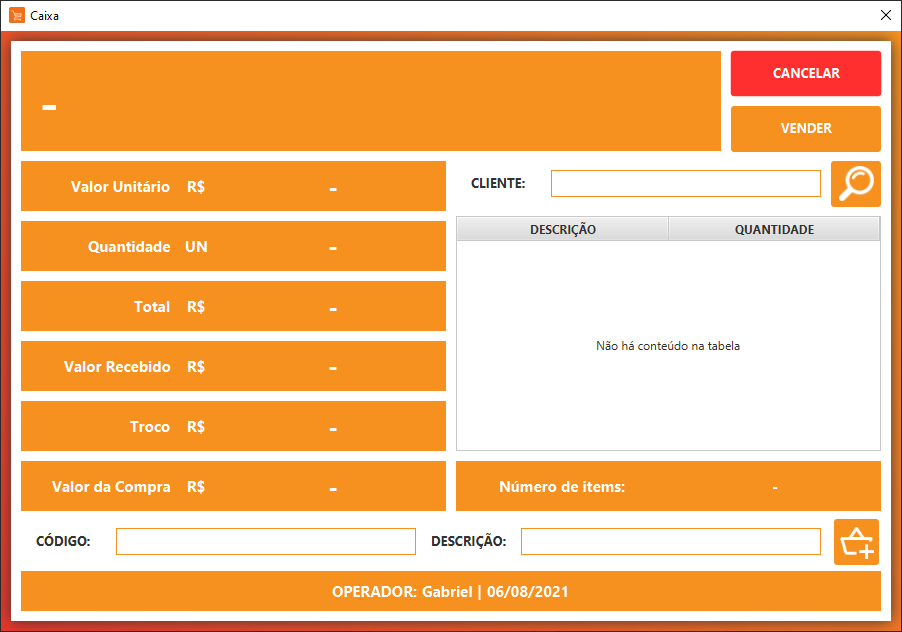 Caixa
-
CANCELAR
VENDER
Valor Unitário R$ -
Quantidade UN -
Total R$ -
Valor Recebido R$ -
Troco R$ -
Valor da Compra R$ -
CLIENTE:
DESCRIÇÃO QUANTIDADE
Não há conteúdo na tabela
Número de items: -
CÓDIGO: DESCRIÇÃO:
OPERADOR: Gabriel | 06/08/2021